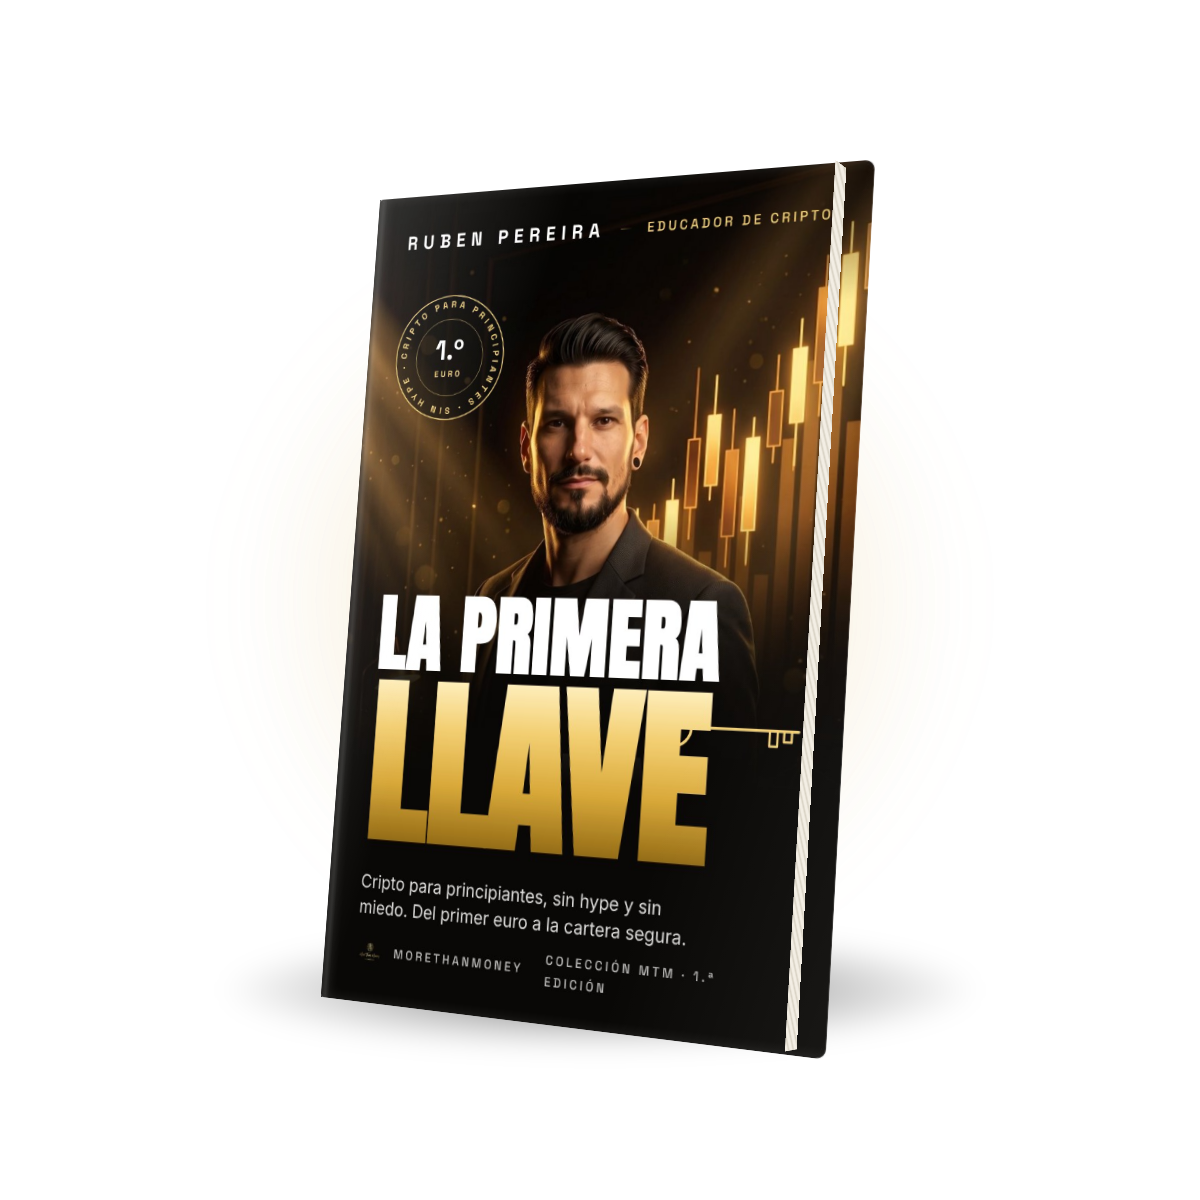 RUBEN PEREIRA
EDUCADOR DE CRIPTO
CRIPTO PARA PRINCIPIANTES · SIN HYPE ·
1.º
EURO
LA PRIMERA
LLAVE
Cripto para principiantes, sin hype y sin
miedo. Del primer euro a la cartera segura.
MORETHANMONEY
COLECCIÓN MTM · 1.ª
EDICIÓN